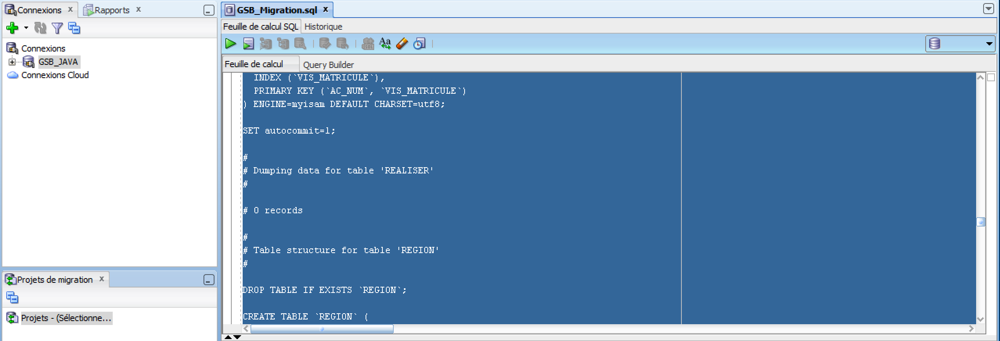 Connexions
Rapports
Connexions
GSB_JAVA
Connexions Cloud
Projets de migration
Projets - (Sélectionne...
GSB_Migration.sql
Feuille de calcul SQL
Historique
Aa
SQL
Feuille de calcul
Query Builder
INDEX (`VIS_MATRICULE`),
PRIMARY KEY (`AC_NUM`, `VIS_MATRICULE`)
) ENGINE=myisam DEFAULT CHARSET=utf8;
SET autocommit=1;
#
# Dumping data for table 'REALISER'
#
# 0 records
#
# Table structure for table 'REGION'
#
DROP TABLE IF EXISTS `REGION`;
CREATE TABLE `REGION` (